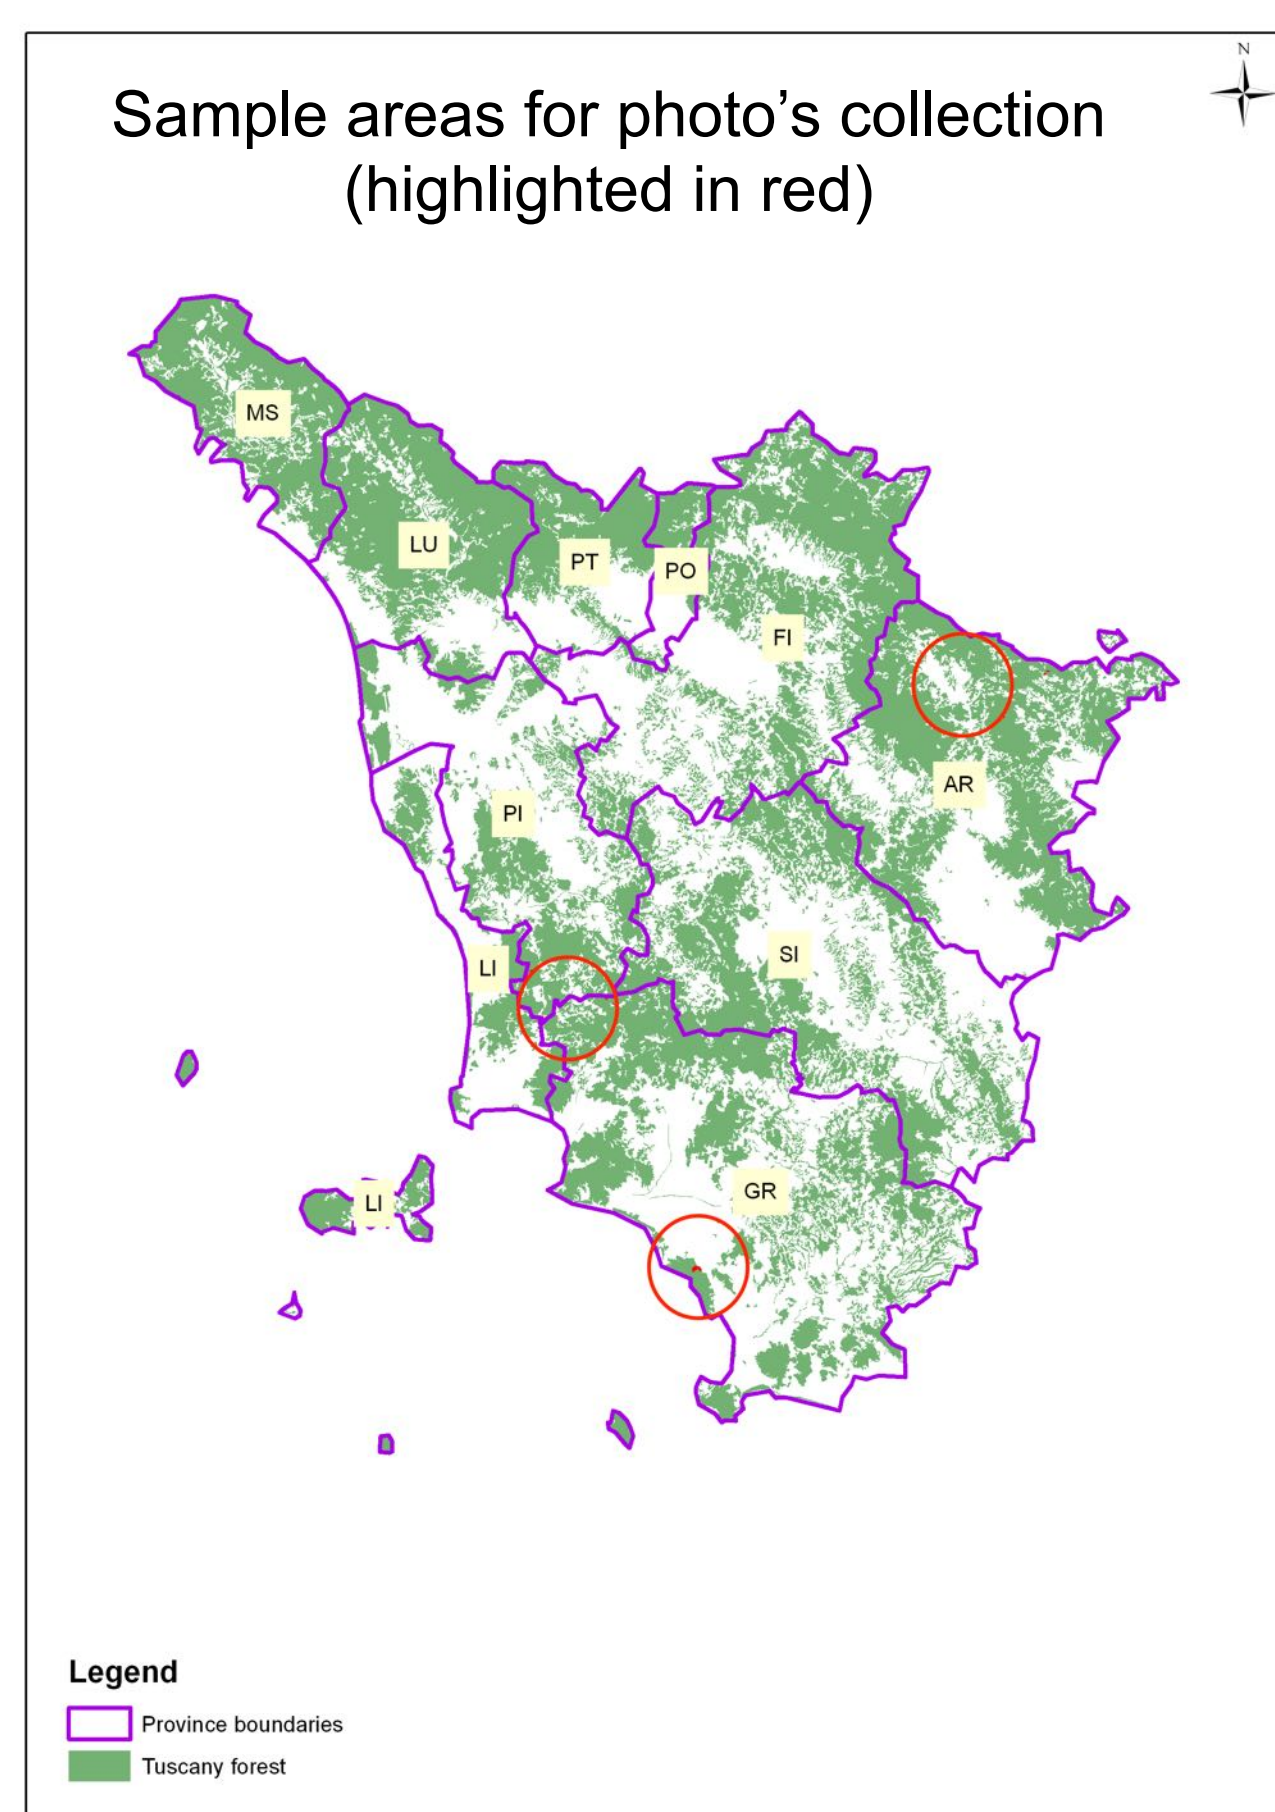 N
Sample areas for photo’s collection
(highlighted in red)
MS
LU
PT
PO
FI
AR
PI
SI
LI
GR
LI
Legend
Province boundaries
Tuscany forest